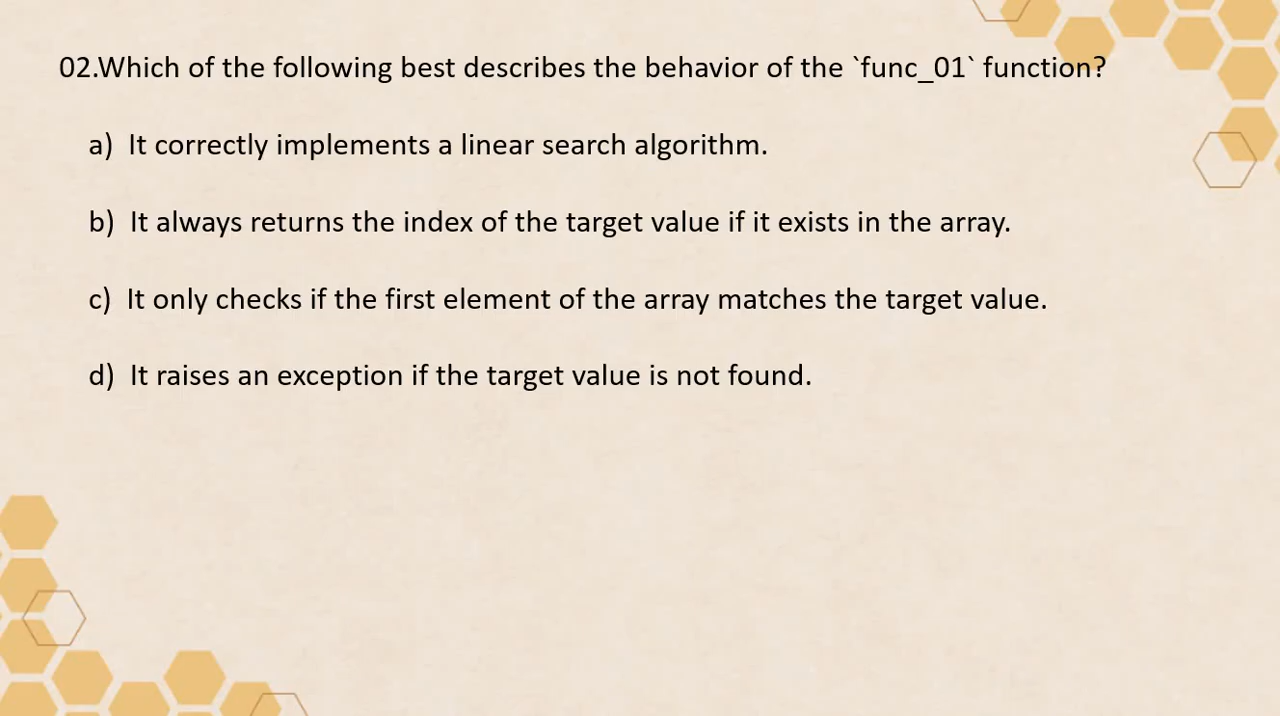 02.Which of the following best describes the behavior of the `func_01` function?
a) It correctly implements a linear search algorithm.
b) It always returns the index of the target value if it exists in the array.
c) It only checks if the first element of the array matches the target value.
d) It raises an exception if the target value is not found.